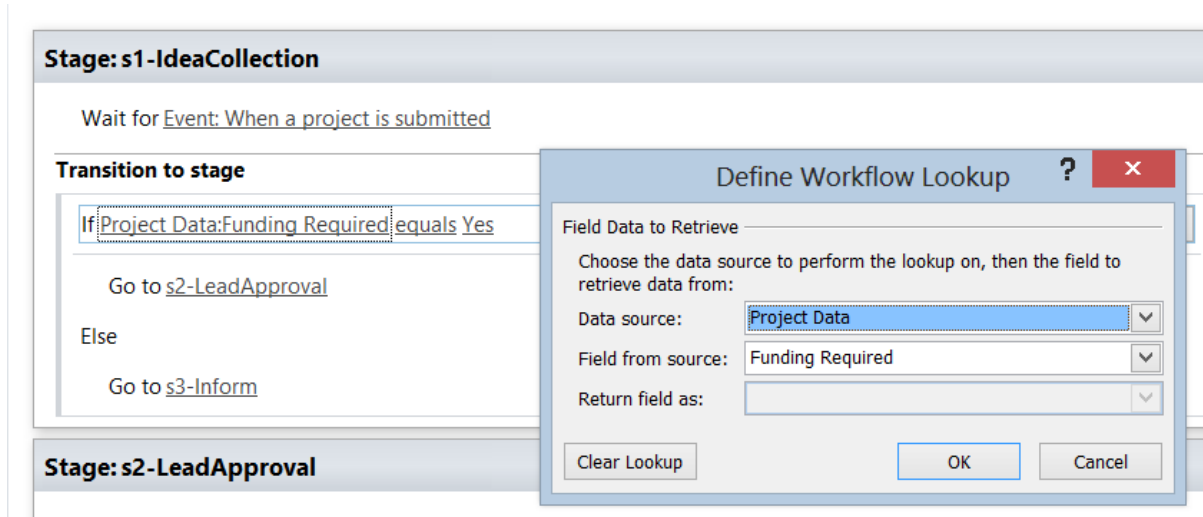 Stage: s1-IdeaCollection
Wait for Event: When a project is submitted
Transition to stage
If Project Data:Funding Required equals Yes
Go to s2-LeadApproval
Else
Go to s3-Inform
Stage: s2-LeadApproval
Define Workflow Lookup
?
Field Data to Retrieve
Choose the data source to perform the lookup on, then the field to
retrieve data from:
Data source: Project Data
Field from source: Funding Required
Return field as:
Clear Lookup OK Cancel